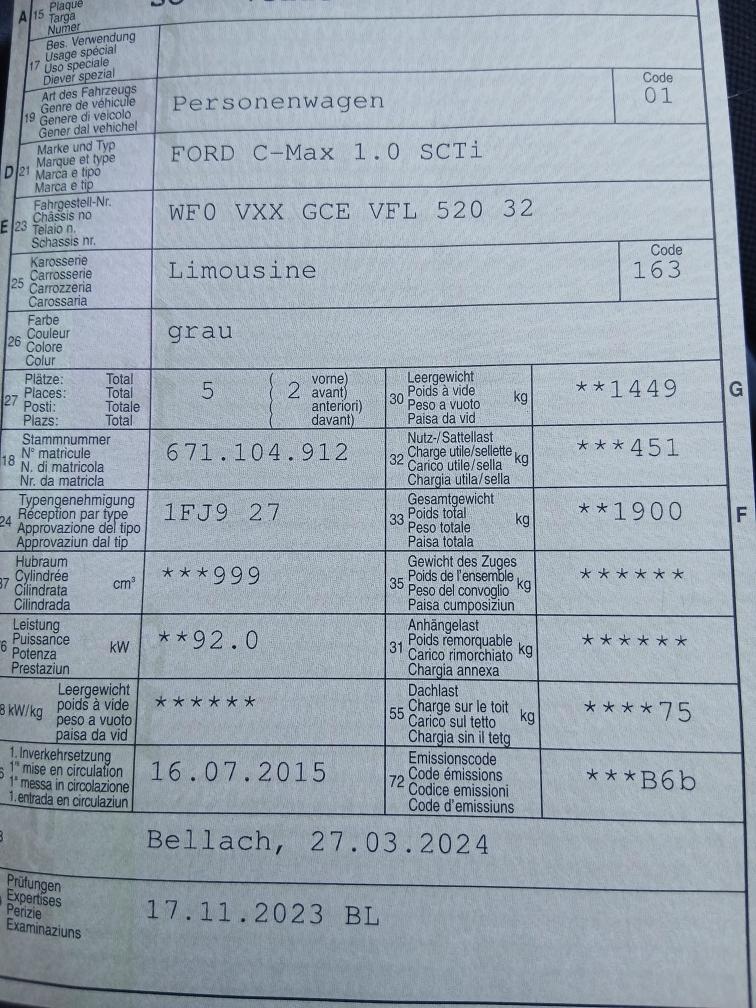 A 15 Plaque
Targa
Numer
17 Bes. Verwendung
Usage spécial
Uso speciale
Diever spezial
19 Art des Fahrzeugs
Genre de véhicule
Genere di veicolo
Gener dal vehichel
Personenwagen
Code
01
D 21 Marke und Typ
Marque et type
Marca e tipo
Marca e tip
FORD C-Max 1.0 SCTi
E 23 Fahrgestell-Nr.
Châssis no
Telaio n.
Schassis nr.
WF0 VXX GCE VFL 520 32
25 Karosserie
Carrosserie
Carrozzeria
Carossaria
Limousine
Code
163
26 Farbe
Couleur
Colore
Colur
grau
27 Plätze: Total
Places: Total
Posti: Totale
Plazs: Total
5
( 2 vorne)
avant)
anteriori)
davant)
30 Leergewicht
Poids à vide
Peso a vuoto
Paisa da vid
kg
**1449
G
18 Stammnummer
N° matricule
N. di matricola
Nr. da matricla
671.104.912
32 Nutz-/Sattellast
Charge utile/sellette
Carico utile/sella
Chargia utila/sella
kg
***451
24 Typengenehmigung
Réception par type
Approvazione del tipo
Approvaziun dal tip
1FJ9 27
33 Gesamtgewicht
Poids total
Peso totale
Paisa totala
kg
**1900
F
37 Hubraum
Cylindrée
Cilindrata
Cilindrada
cm³
***999
35 Gewicht des Zuges
Poids de l'ensemble
Peso del convoglio
Paisa cumposiziun
kg
******
6 Leistung
Puissance
Potenza
Prestaziun
kW
**92.0
31 Anhängelast
Poids remorquable
Carico rimorchiato
Chargia annexa
kg
******
8 kW/kg Leergewicht
poids à vide
peso a vuoto
paisa da vid
******
55 Dachlast
Charge sur le toit
Carico sul tetto
Chargia sin il tetg
kg
****75
6 1. Inverkehrsetzung
1re mise en circulation
1a messa in circolazione
1. entrada en circulaziun
16.07.2015
72 Emissionscode
Code émissions
Codice emissioni
Code d'emissiuns
***B6b
Bellach, 27.03.2024
Prüfungen
Expertises
Perizie
Examinaziuns
17.11.2023 BL